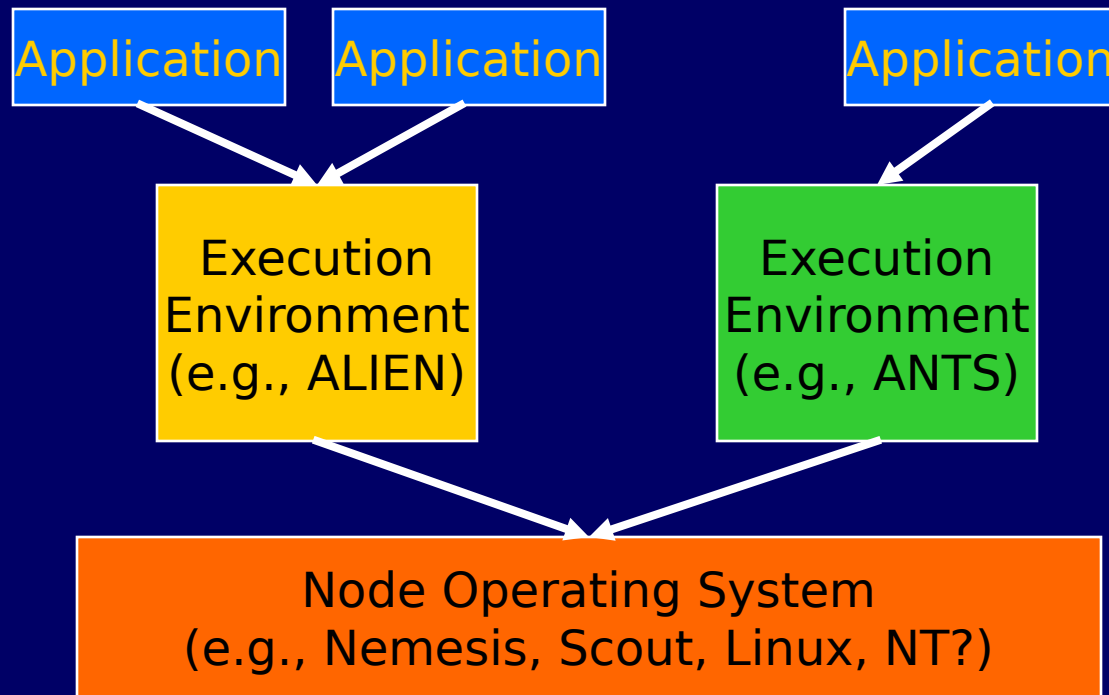 Application
Application
Application
Execution
Environment
(e.g., ALIEN)
Execution
Environment
(e.g., ANTS)
Node Operating System
(e.g., Nemesis, Scout, Linux, NT?)